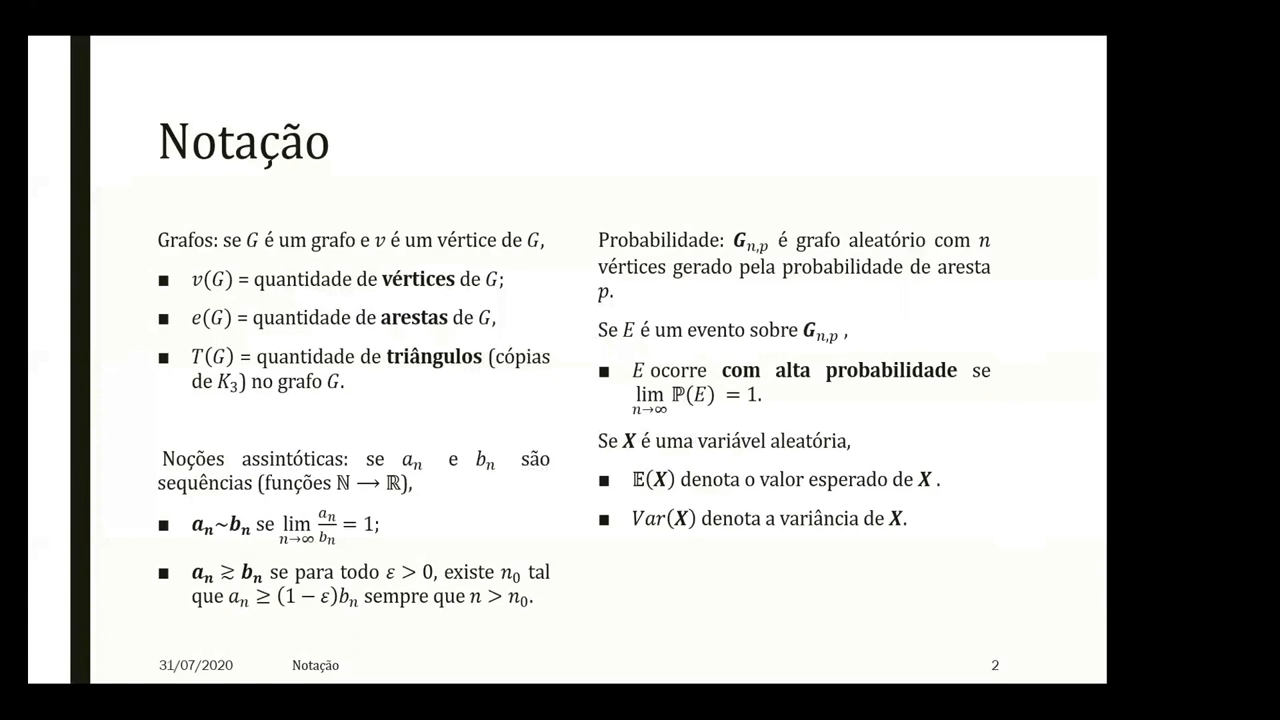 Notação
Grafos: se G é um grafo e v é um vértice de G,
■ v(G) = quantidade de vértices de G;
■ e(G) = quantidade de arestas de G,
■ T(G) = quantidade de triângulos (cópias
de K₃) no grafo G.
Noções assintóticas: se aₙ e bₙ são
sequências (funções ℕ ⟶ ℝ),
■ aₙ~bₙ se lim n→∞ aₙ/bₙ = 1;
■ aₙ ≳ bₙ se para todo ε > 0, existe n₀ tal
que aₙ ≥ (1 − ε)bₙ sempre que n > n₀.
Probabilidade: G_{n,p} é grafo aleatório com n
vértices gerado pela probabilidade de aresta
p.
Se E é um evento sobre G_{n,p} ,
■ E ocorre com alta probabilidade se
lim n→∞ ℙ(E) = 1.
Se X é uma variável aleatória,
■ 𝔼(X) denota o valor esperado de X .
■ Var(X) denota a variância de X.
31/07/2020 Notação 2